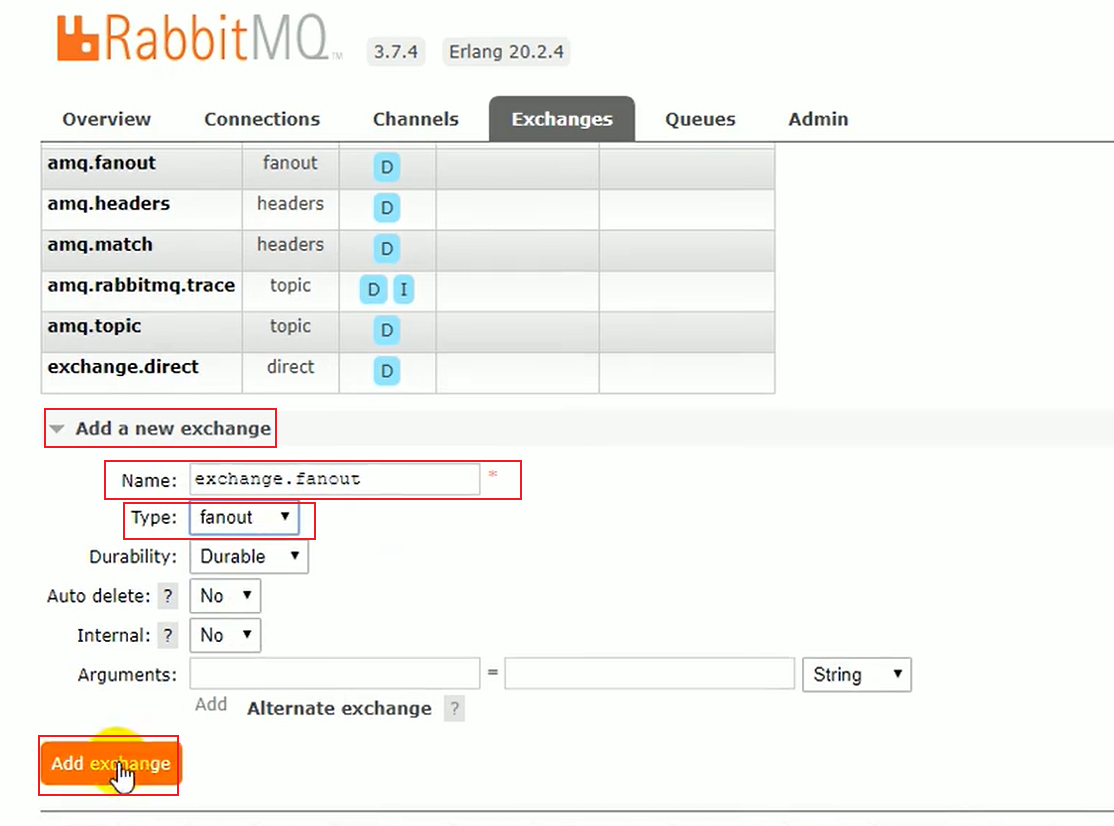 RabbitMQ TM 3.7.4 Erlang 20.2.4
Overview Connections Channels Exchanges Queues Admin
amq.fanout fanout D
amq.headers headers D
amq.match headers D
amq.rabbitmq.trace topic D I
amq.topic topic D
exchange.direct direct D
Add a new exchange
Name: exchange.fanout *
Type: fanout
Durability: Durable
Auto delete: ? No
Internal: ? No
Arguments: = String
Add Alternate exchange ?
Add exchange